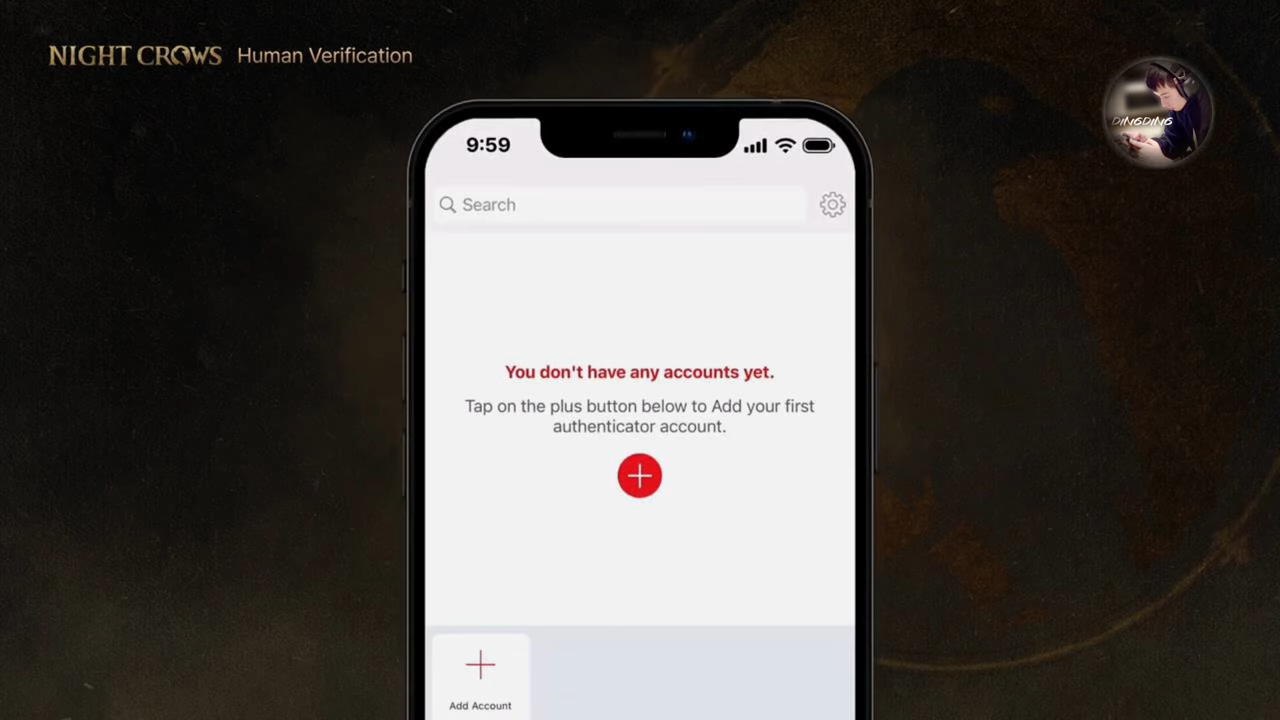 NIGHT CROWS Human Verification
DINGDING
9:59
Search
You don't have any accounts yet.
Tap on the plus button below to Add your first
authenticator account.
Add Account